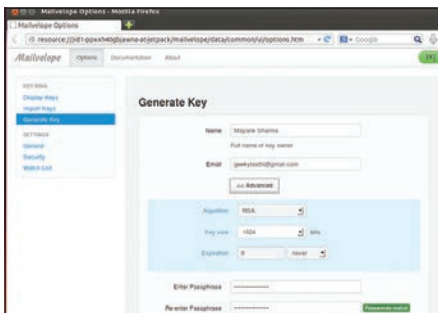 Mailvelope Options - Mozilla Firefox
Mailvelope Options
Google
Mailvelope Options Documentation About
KEY RING
Display Keys
Import Keys
Generate Key
SETTINGS
General
Security
Watch List
Generate Key
Name Mayank Sharma
Full name of key owner
Email geekybodhi@gmail.com
<< Advanced
Algorithm RSA
Key size 1024 bits
Expiration 0 never
Enter Passphrase
Re-enter Passphrase Passwords match